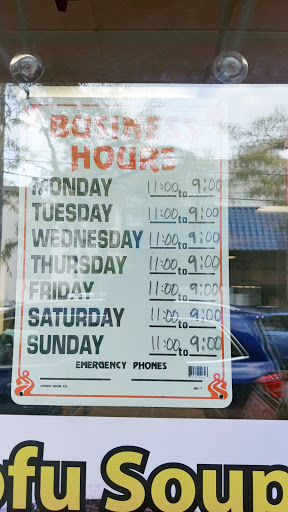 BUSINESS
HOURS
MONDAY 11:00 to 9:00
TUESDAY 11:00 to 9:00
WEDNESDAY 11:00 to 9:00
THURSDAY 11:00 to 9:00
FRIDAY 11:00 to 9:00
SATURDAY 11:00 to 9:00
SUNDAY 11:00 to 9:00
EMERGENCY PHONES
ofu Soup